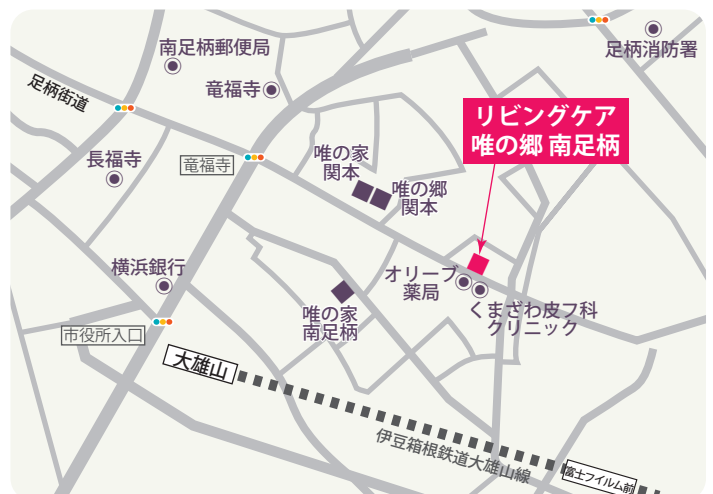 南足柄郵便局
足柄消防署
竜福寺
足柄街道
リビングケア
唯の郷 南足柄
長福寺
竜福寺
唯の家
関本
唯の郷
関本
横浜銀行
オリーブ
薬局
くまざわ皮フ科
クリニック
唯の家
南足柄
市役所入口
大雄山
伊豆箱根鉄道大雄山線
富士フイルム前